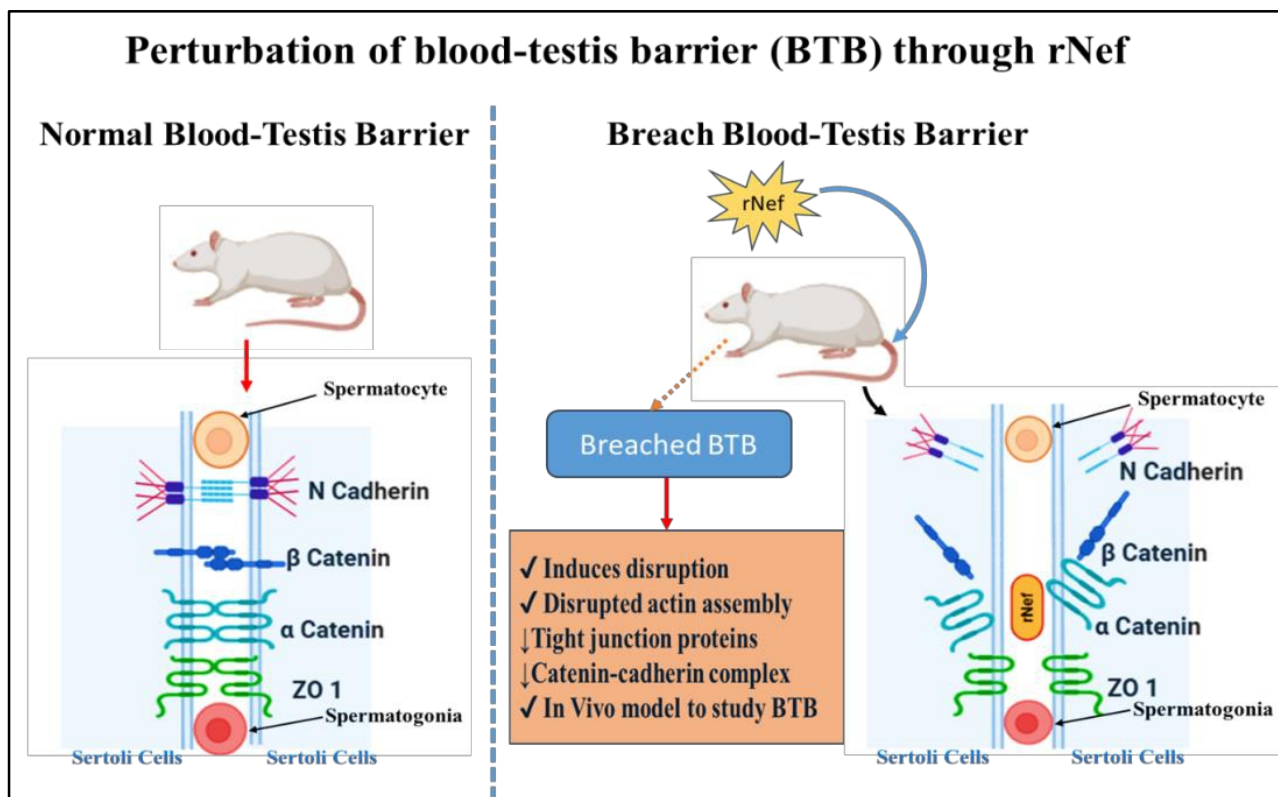 Perturbation of blood-testis barrier (BTB) through rNef
Normal Blood-Testis Barrier
Spermatocyte
N Cadherin
β Catenin
α Catenin
ZO 1
Spermatogonia
Sertoli Cells
Sertoli Cells
Breach Blood-Testis Barrier
rNef
Breached BTB
✓ Induces disruption
✓ Disrupted actin assembly
↓Tight junction proteins
↓Catenin-cadherin complex
✓ In Vivo model to study BTB
Spermatocyte
N Cadherin
β Catenin
rNef
α Catenin
ZO 1
Spermatogonia
Sertoli Cells
Sertoli Cells